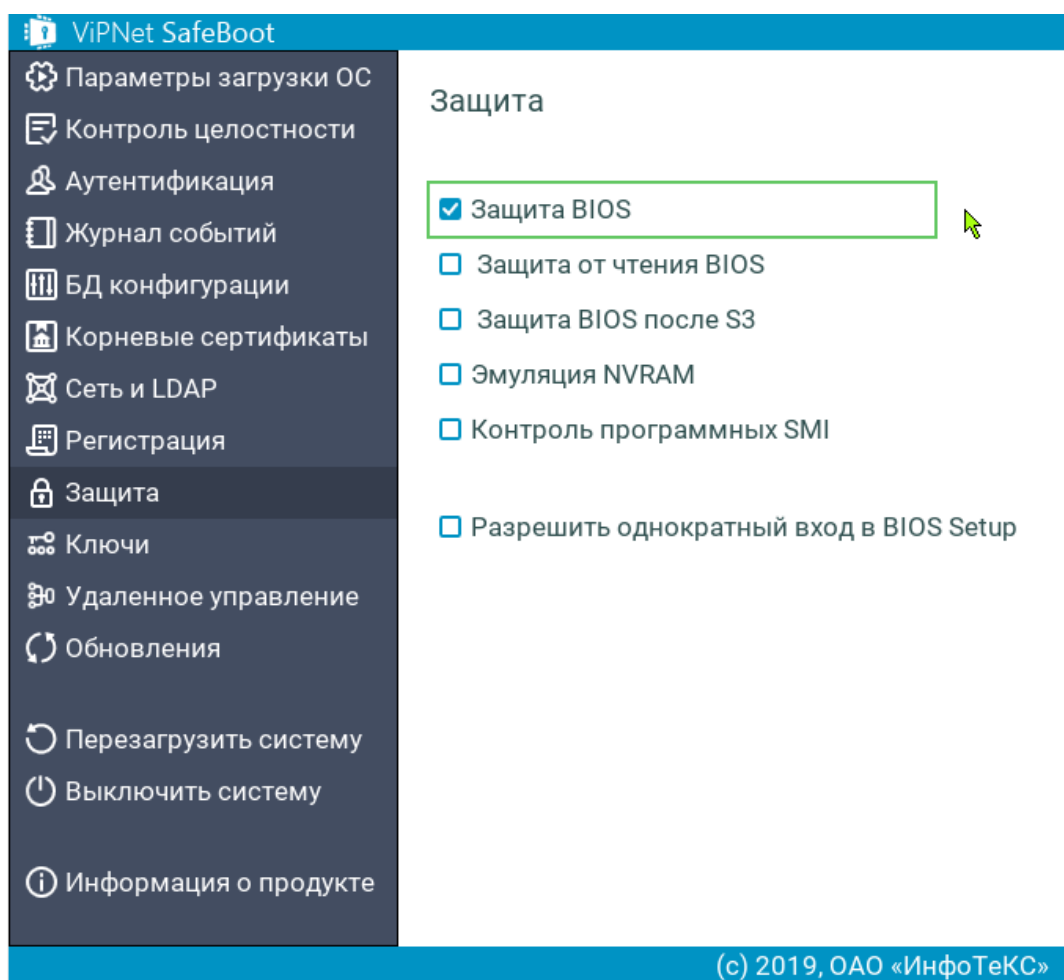 ViPNet SafeBoot
Параметры загрузки ОС
Контроль целостности
Аутентификация
Журнал событий
БД конфигурации
Корневые сертификаты
Сеть и LDAP
Регистрация
Защита
Ключи
Удаленное управление
Обновления
Перезагрузить систему
Выключить систему
Информация о продукте
Защита
Защита BIOS
Защита от чтения BIOS
Защита BIOS после S3
Эмуляция NVRAM
Контроль программных SMI
Разрешить однократный вход в BIOS Setup
(c) 2019, ОАО «ИнфоТеКС»